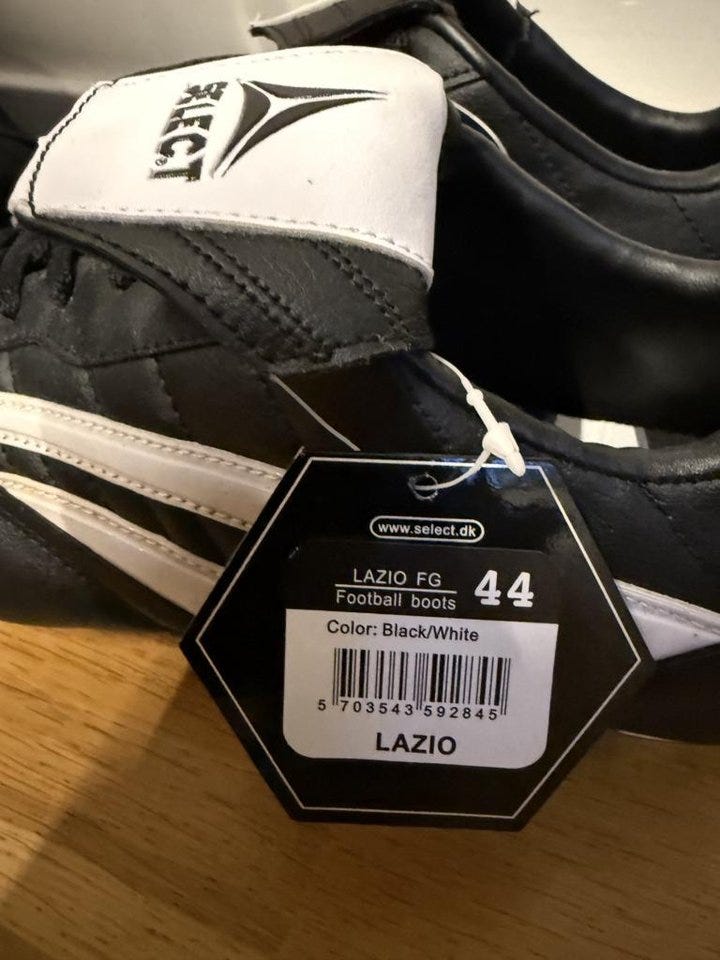 SELECT
www.select.dk
LAZIO FG 44
Football boots
Color: Black/White
5 703543 592845
LAZIO